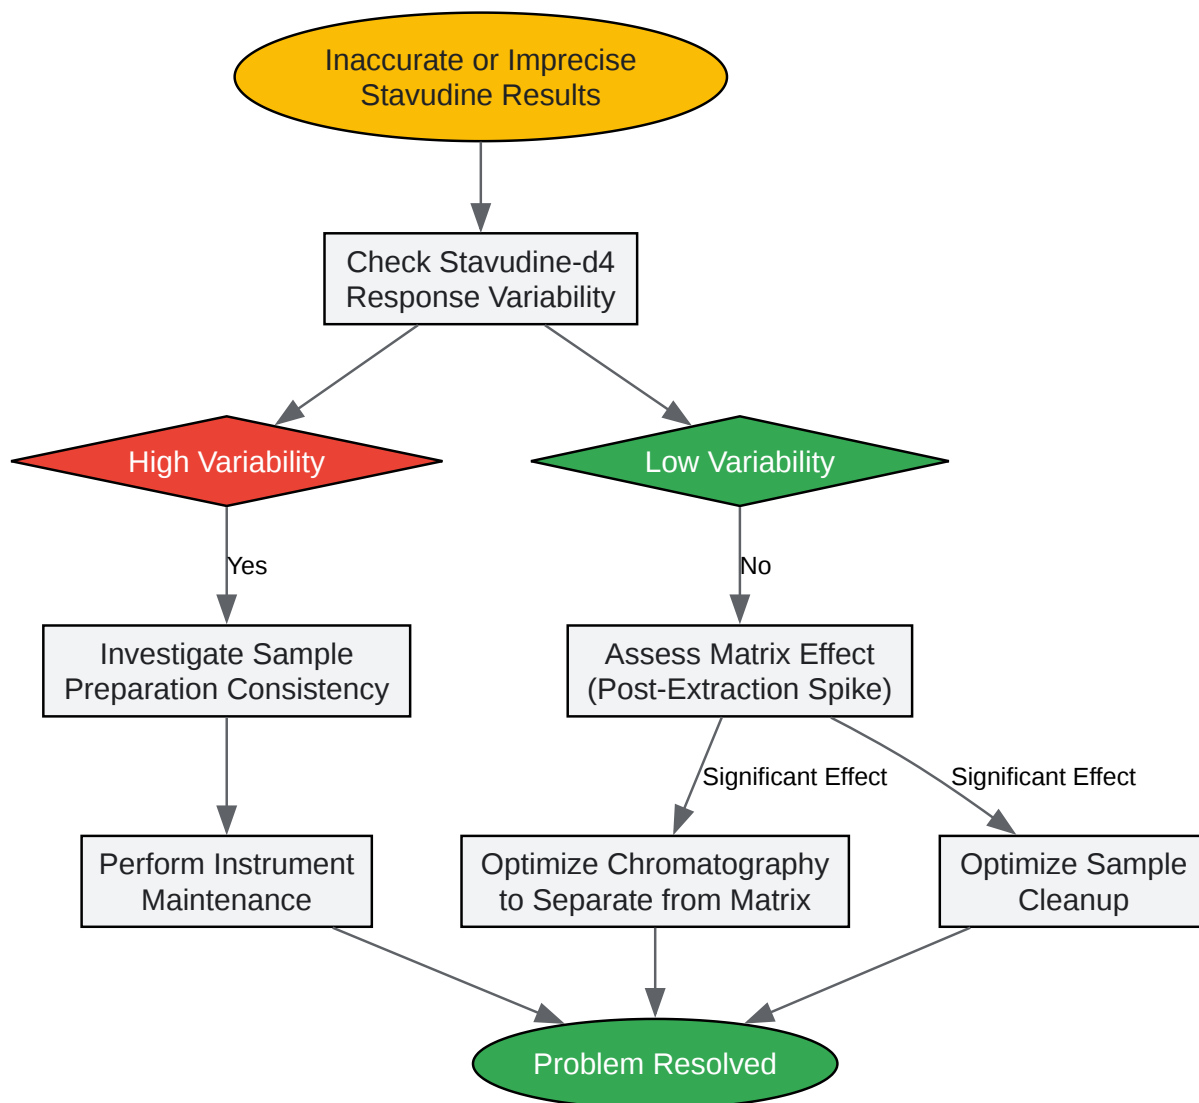 Inaccurate or Imprecise
Stavudine Results
Check Stavudine-d4
Response Variability
High Variability
Low Variability
Yes
No
Investigate Sample
Preparation Consistency
Assess Matrix Effect
(Post-Extraction Spike)
Significant Effect
Significant Effect
Perform Instrument
Maintenance
Optimize Chromatography
to Separate from Matrix
Optimize Sample
Cleanup
Problem Resolved